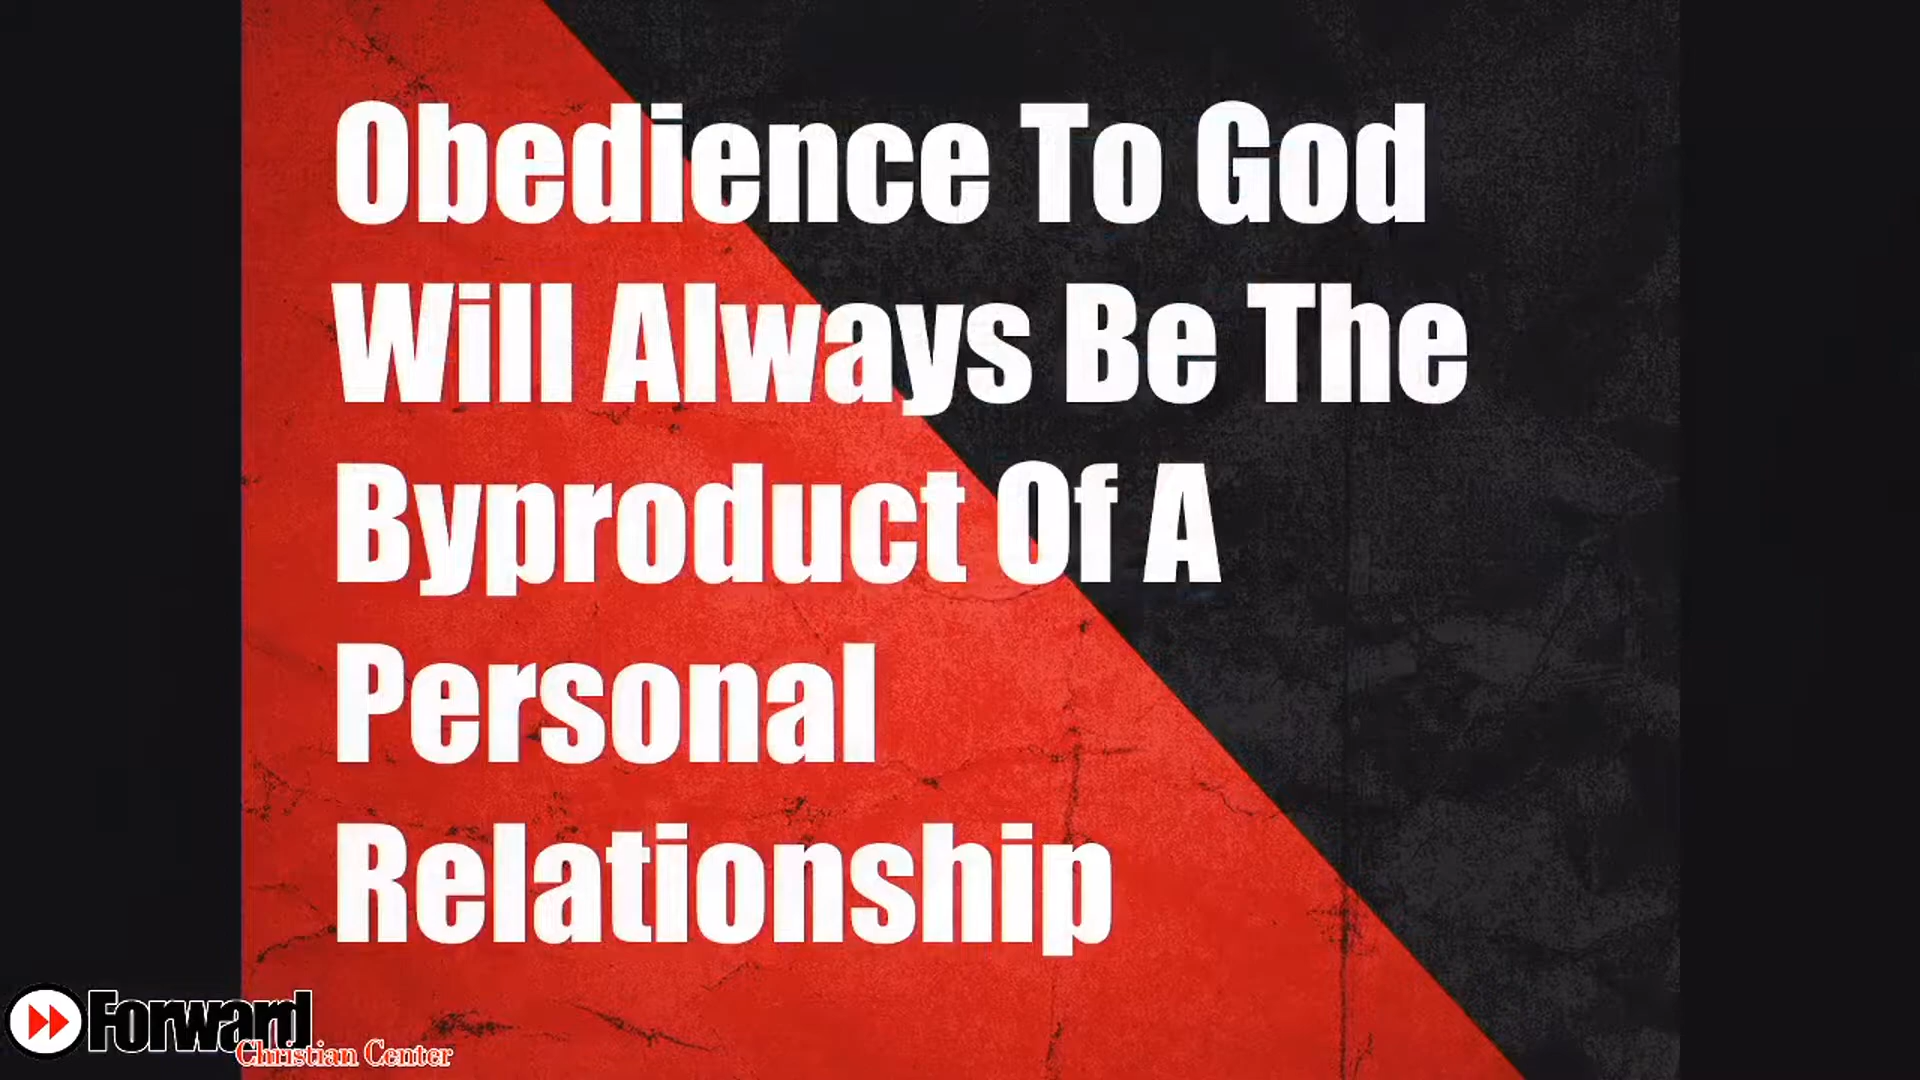 Obedience To God
Will Always Be The
Byproduct Of A
Personal
Relationship
Forward
Christian Center